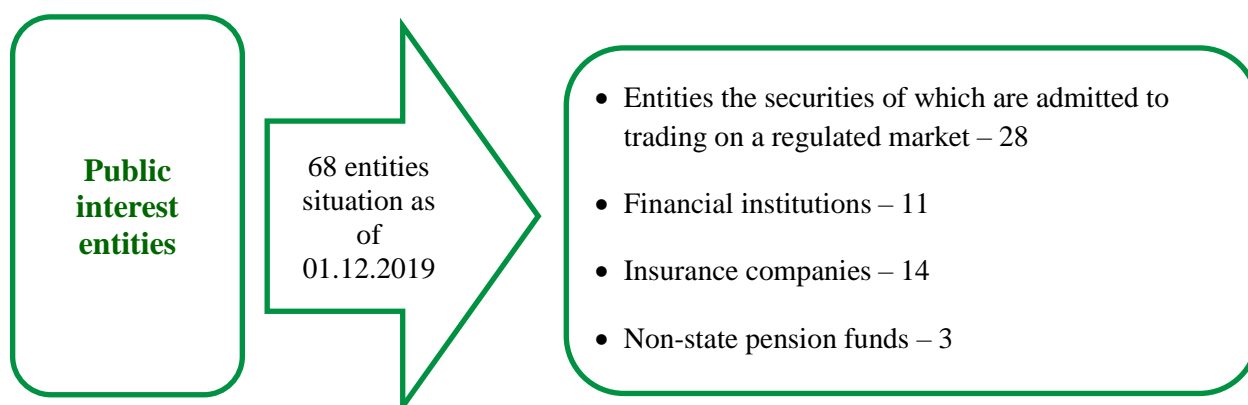 Public
interest
entities
68 entities
situation as
of
01.12.2019
• Entities the securities of which are admitted to
trading on a regulated market – 28
• Financial institutions – 11
• Insurance companies – 14
• Non-state pension funds – 3